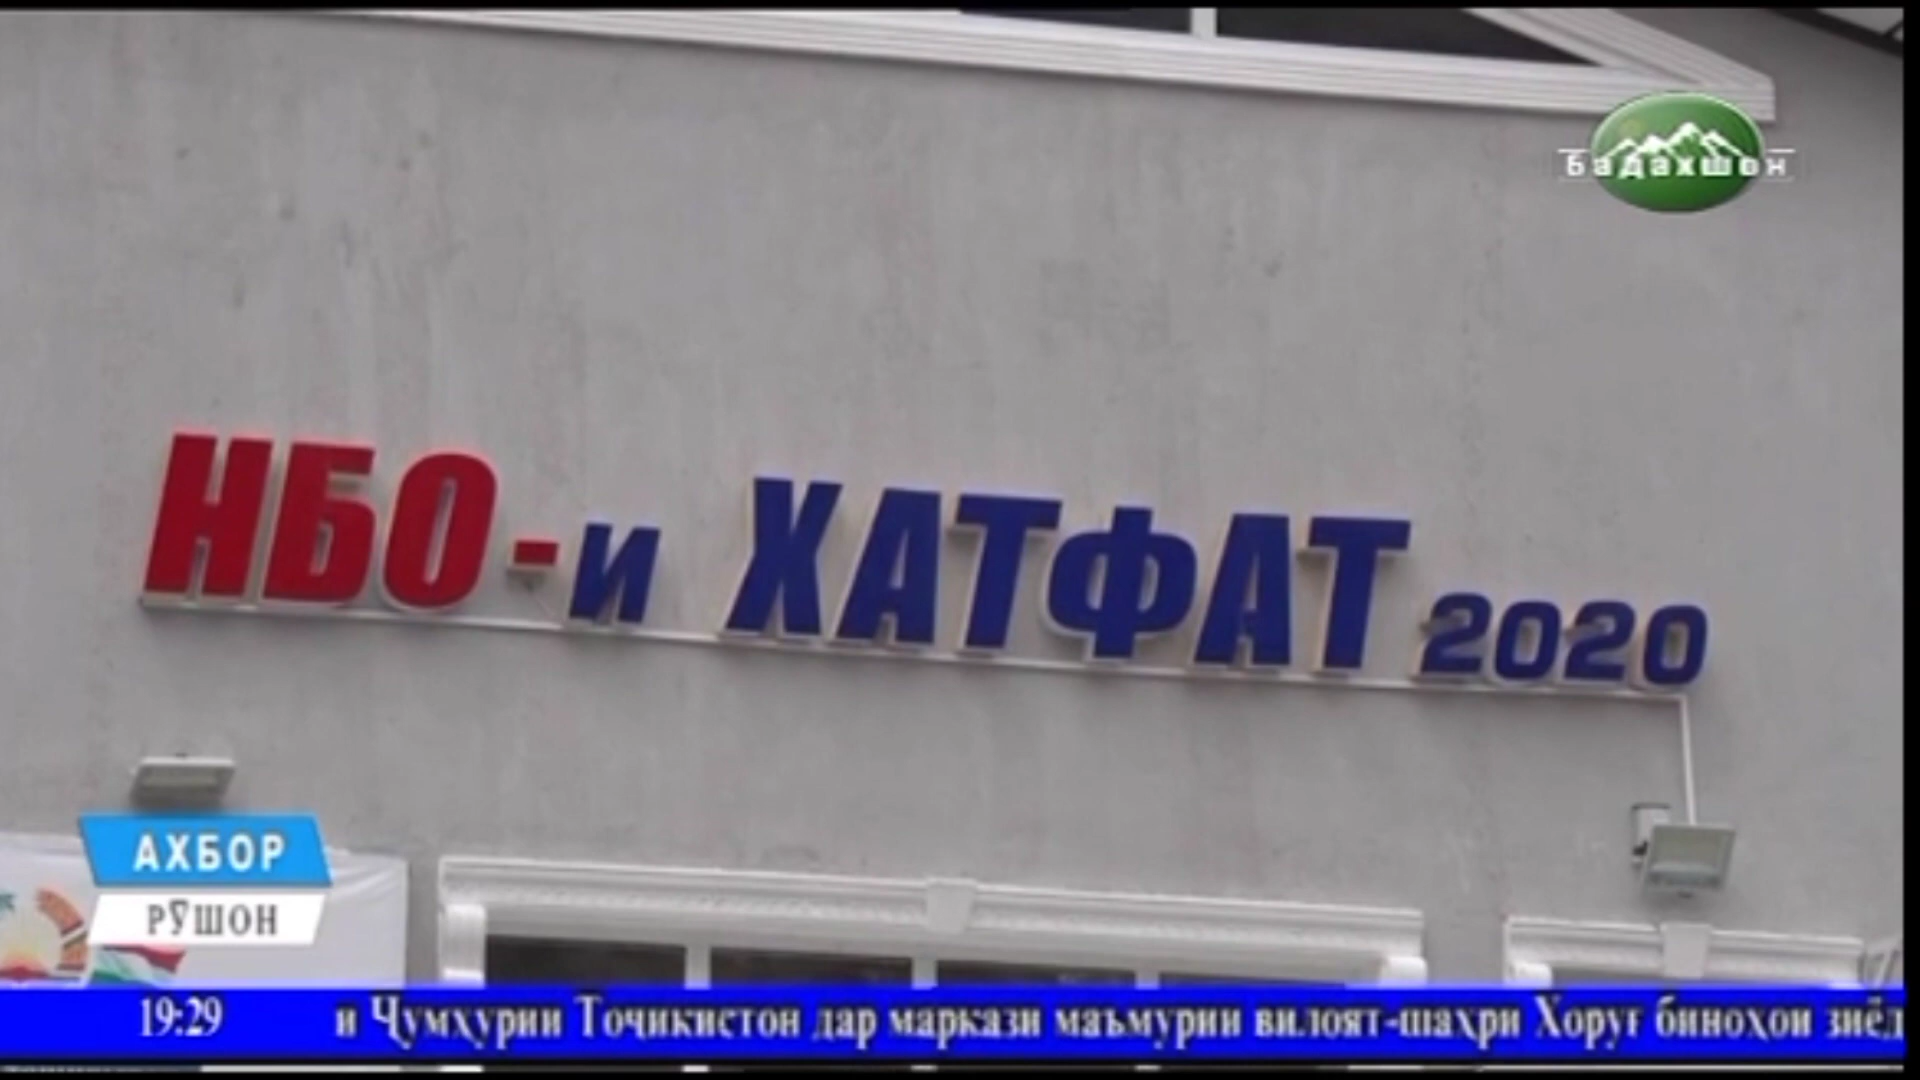 Бадахшон
НБО-и ХАТФАТ 2020
АХБОР
РӮШОН
19:29 и Ҷумҳурии Тоҷикистон дар маркази маъмурии вилоят-шаҳри Хоруғ биноҳои зиёд